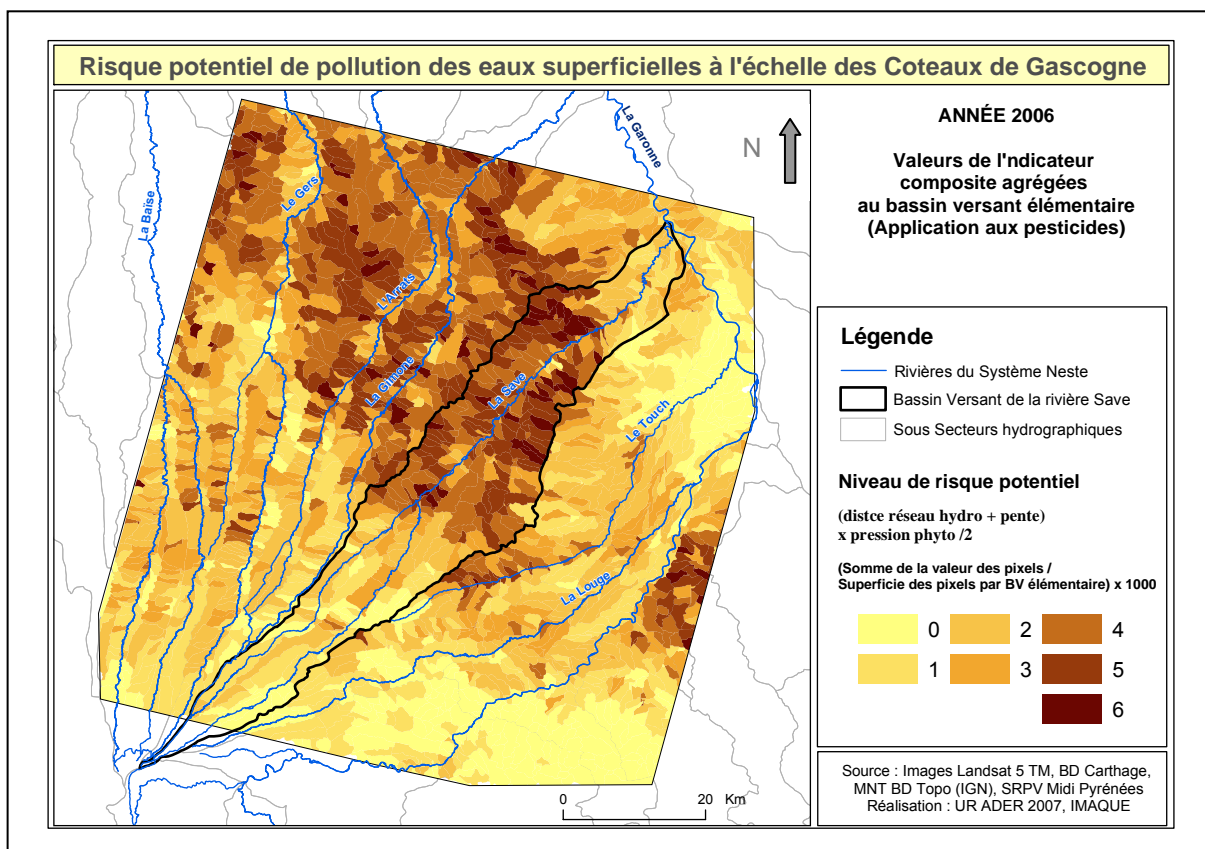 Risque potentiel de pollution des eaux superficielles à l'échelle des Coteaux de Gascogne
La Garonne
N
La Baïse
Le Gers
L'Arrats
La Gimone
La Save
Le Touch
La Louge
0 20 Km
ANNÉE 2006
Valeurs de l'Indicateur
composite agrégées
au bassin versant élémentaire
(Application aux pesticides)
Légende
Rivières du Système Neste
Bassin Versant de la rivière Save
Sous Secteurs hydrographiques
Niveau de risque potentiel
(distce réseau hydro + pente)
x pression phyto /2
(Somme de la valeur des pixels /
Superficie des pixels par BV élémentaire) x 1000
0 2 4
1 3 5
6
Source : Images Landsat 5 TM, BD Carthage,
MNT BD Topo (IGN), SRPV Midi Pyrénées
Réalisation : UR ADER 2007, IMAQUE